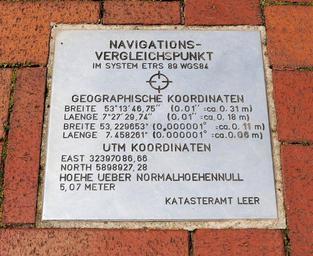 NAVIGATIONS-
VERGLEICHSPUNKT
IM SYSTEM ETRS 89 WGS84
GEOGRAPHISCHE KOORDINATEN
BREITE 53°13'46,75" (0.01" :ca.0.31 m)
LAENGE 7°27'29,74" (0.01" :ca.0.18 m)
BREITE 53,229653° (0.000001° :ca.0.11 m)
LAENGE 7.458261° (0.000001° :ca.0.06 m)
UTM KOORDINATEN
EAST 32397086,66
NORTH 5898927,28
HOEHE UEBER NORMALHOEHENNULL
5,07 METER
KATASTERAMT LEER